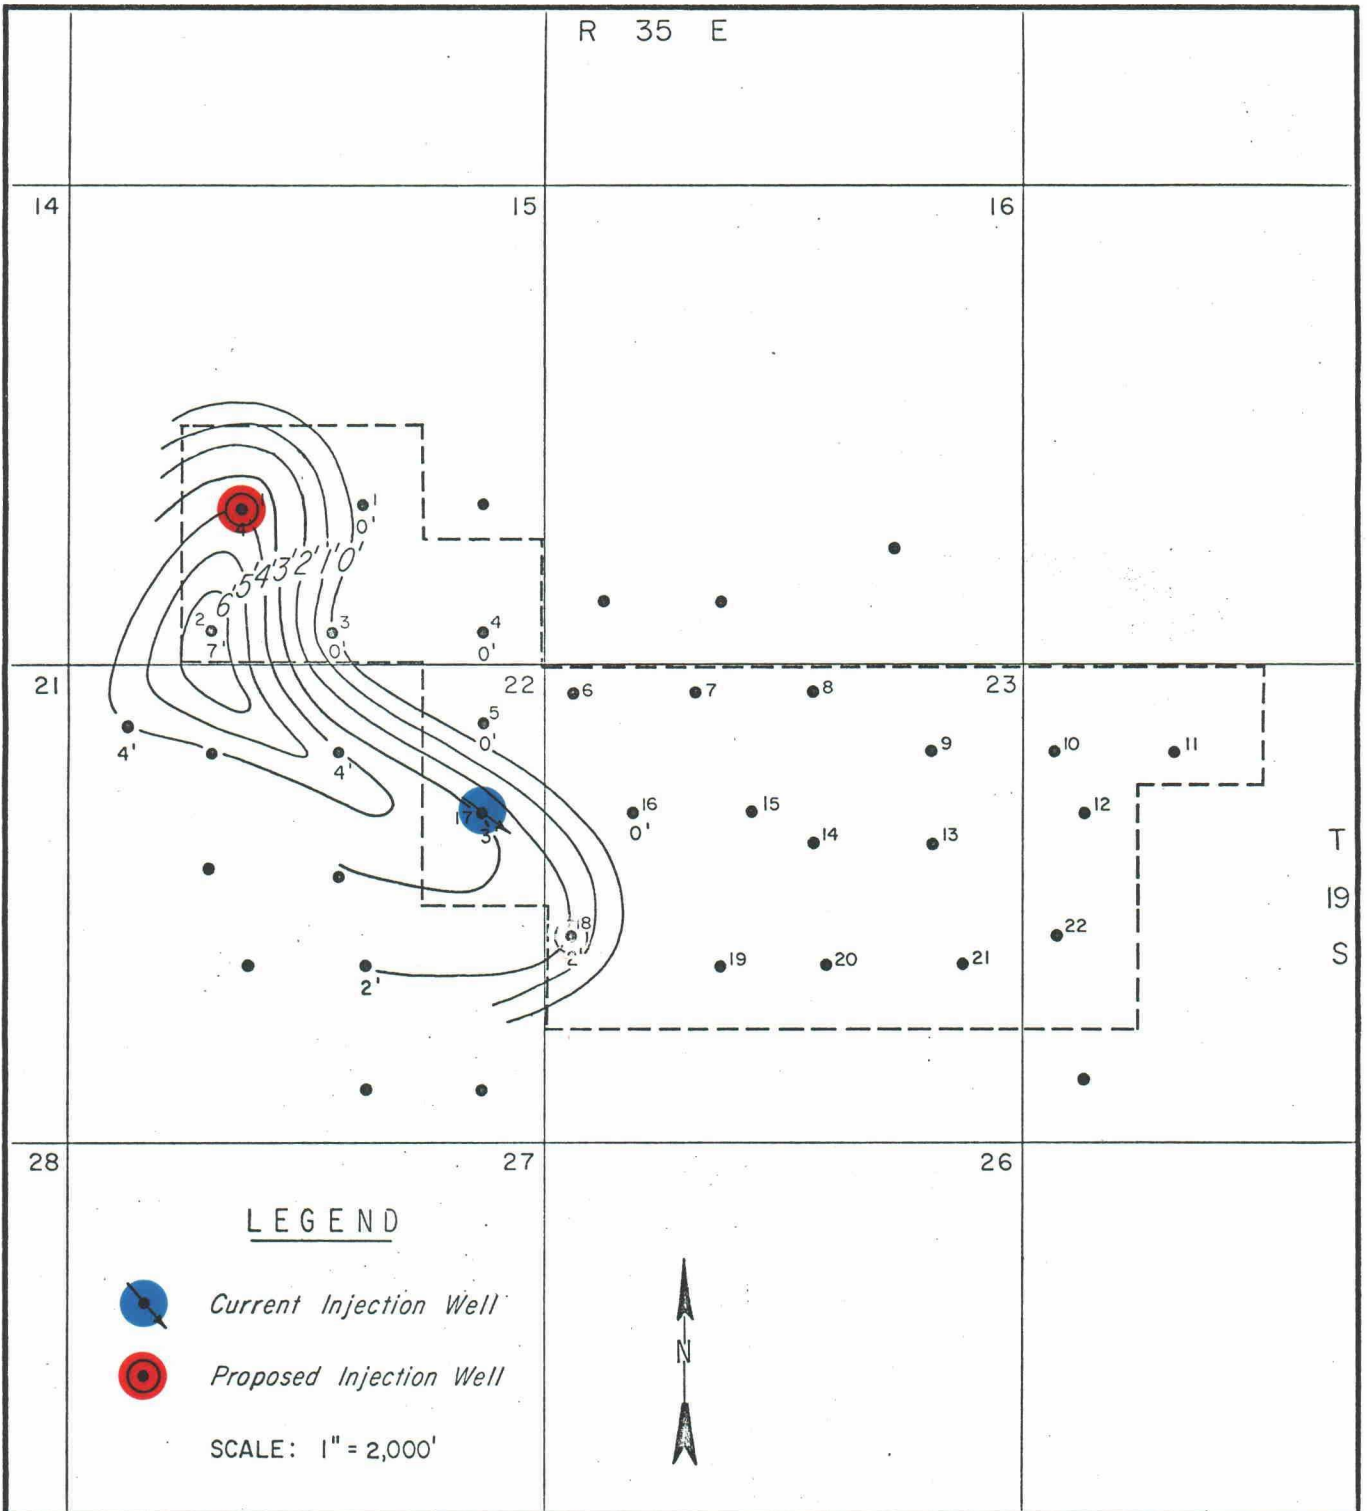 R 35 E
14 15 16
1
1
0'
4'
6' 5' 4' 3' 2' 1' 0'
2
7'
3
0'
4
0'
21 22 23
6 7 8
5
0'
4'
4'
9 10 11
17
3'
16
0'
15
12
14 13
T
19
S
18
2'
22
2'
19 20 21
28 27 26
LEGEND
Current Injection Well
Proposed Injection Well
N
SCALE: 1" = 2,000'